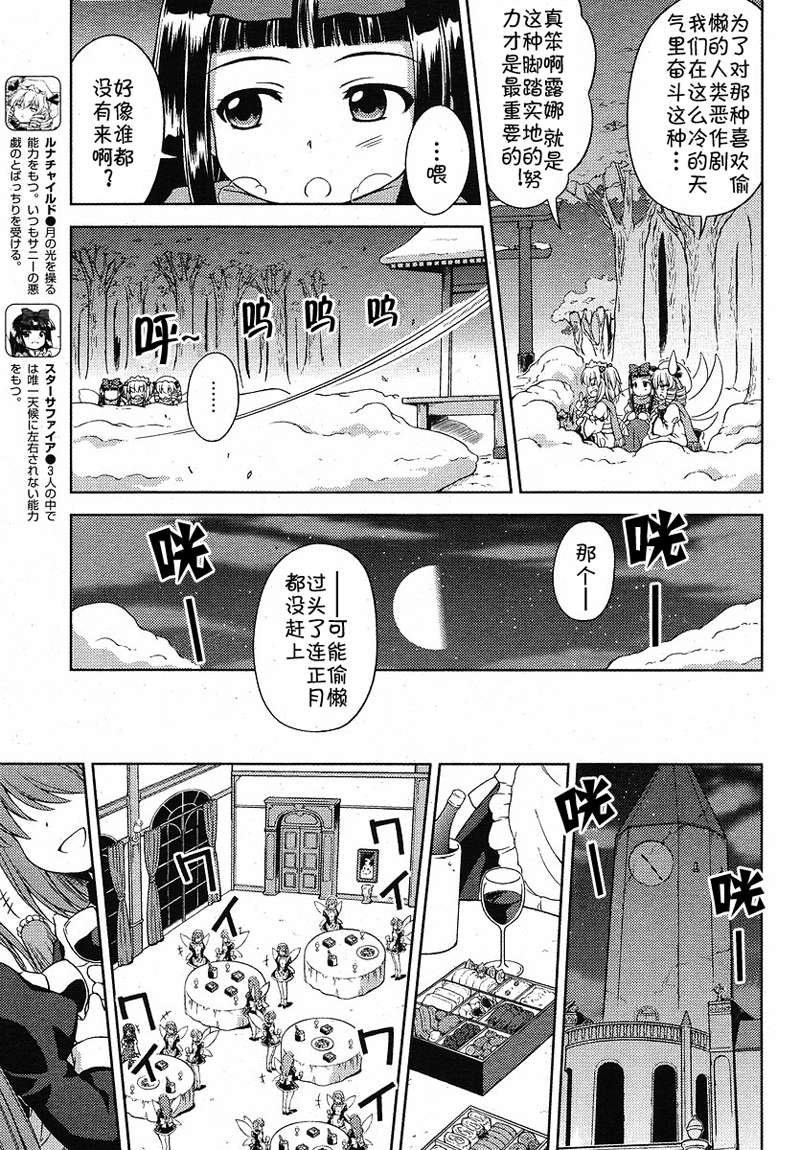 为了对那种喜欢偷
懒的人类恶作剧
我们在这么冷的天
气里奋斗这种…
真笨啊露娜就是
这种脚踏实地的努
力才是最重要的!
…喂
好像谁都
没有来啊?
呼~
呜
呜
呜
……
咣
ー
那个——
——可能偷懒
过头了连正月
都没赶上
咣
ー
咣
ー
咣
ー
ワイ
ワイ
ワイ
ワイ
ルナチャイルド●月の光を操る
能力をもつ。いつもサニーの悪
戯のとばっちりを受ける。
スターサファイア●3人の中で
は唯一天候に左右されない能力
をもつ。